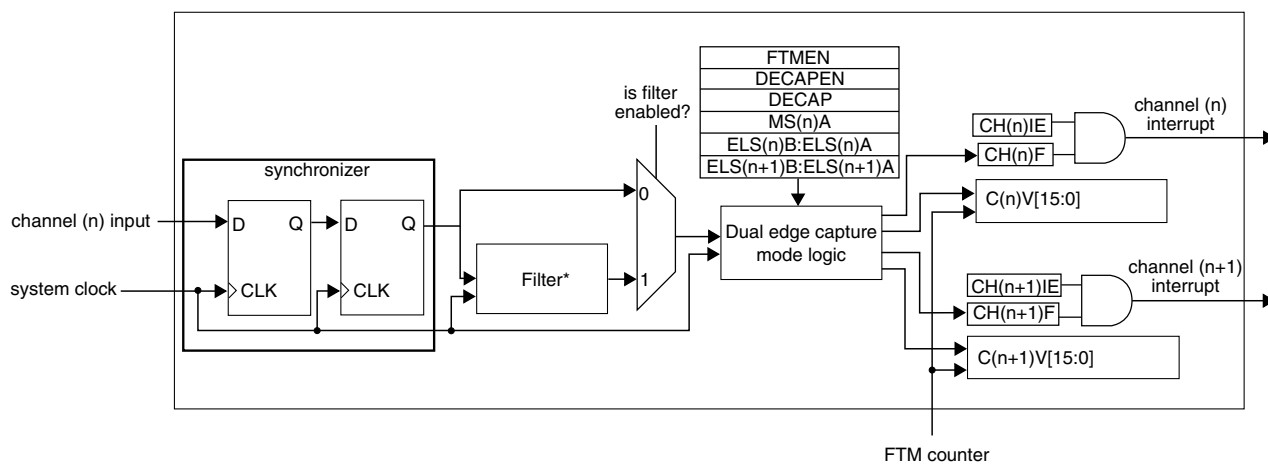 FTMEN
DECAPEN
DECAP
MS(n)A
ELS(n)B:ELS(n)A
ELS(n+1)B:ELS(n+1)A
is filter
enabled?
synchronizer
channel (n) input
D Q
D Q
CLK
CLK
system clock
Filter*
0
1
Dual edge capture
mode logic
CH(n)IE
CH(n)F
channel (n)
interrupt
C(n)V[15:0]
CH(n+1)IE
CH(n+1)F
channel (n+1)
interrupt
C(n+1)V[15:0]
FTM counter